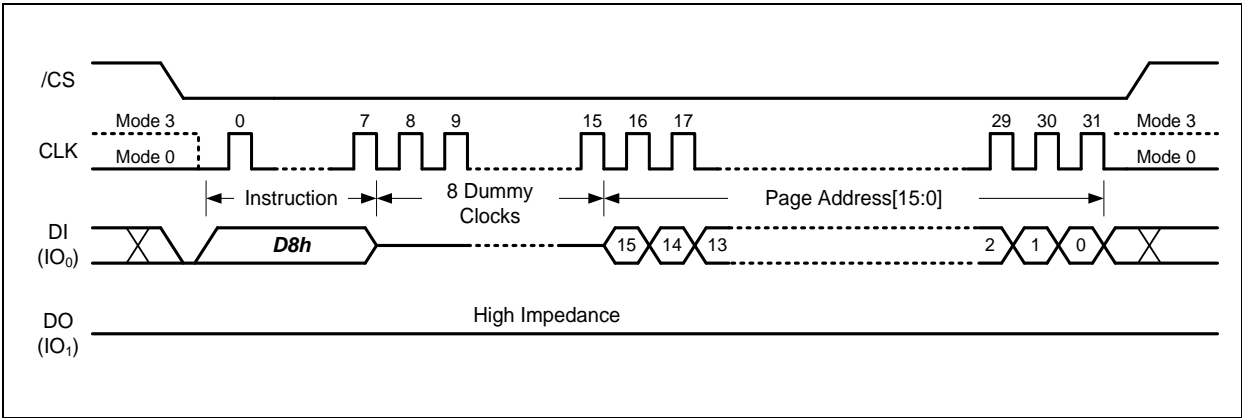 /CS
Mode 3 0 7 8 9 15 16 17 29 30 31 Mode 3
CLK
Mode 0 Mode 0
Instruction 8 Dummy Clocks Page Address[15:0]
DI (IO₀)
D8h 15 14 13 2 1 0
High Impedance
DO (IO₁)